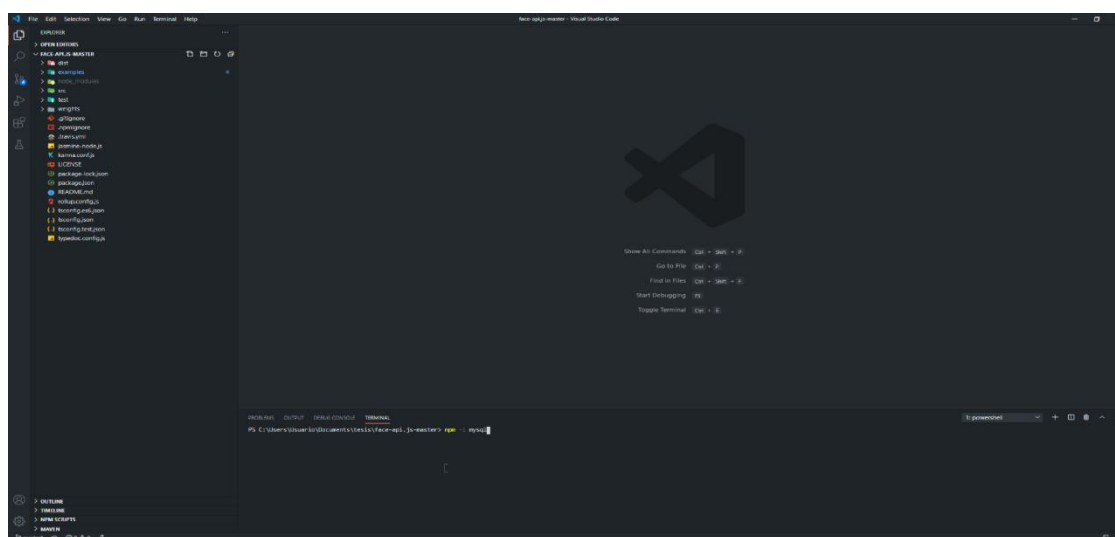 File Edit Selection View Go Run Terminal Help
face-api.js-master - Visual Studio Code
EXPLORER
OPEN EDITORS
FACE-API.JS-MASTER
dist
examples
node_modules
src
test
weights
.gitignore
.npmignore
.travis.yml
jasmine-node.js
karma.conf.js
LICENSE
package-lock.json
package.json
README.md
rollup.config.js
tsconfig.es6.json
tsconfig.json
tsconfig.test.json
typedoc.config.js
Show All Commands Ctrl + Shift + P
Go to File Ctrl + P
Find in Files Ctrl + Shift + F
Start Debugging F5
Toggle Terminal Ctrl +
PROBLEMS OUTPUT DEBUG CONSOLE TERMINAL
1: powershell
PS C:\Users\Usuario\Documents\tesis\face-api.js-master> npm mysql
OUTLINE
TIMELINE
NPM SCRIPTS
MAVEN